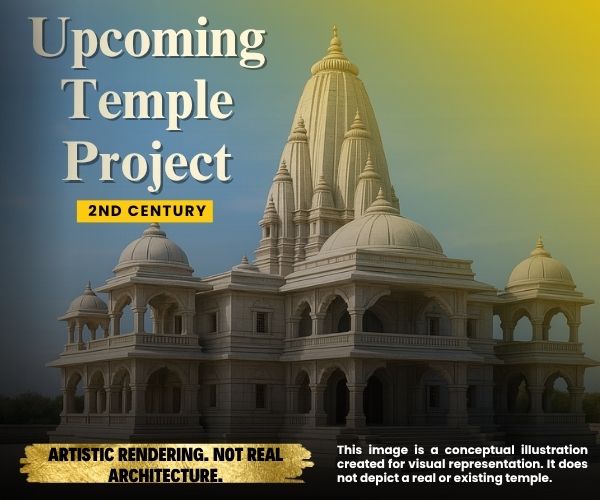 Upcoming
Temple
Project
2ND CENTURY
ARTISTIC RENDERING. NOT REAL
ARCHITECTURE.
This image is a conceptual illustration
created for visual representation. It does
not depict a real or existing temple.